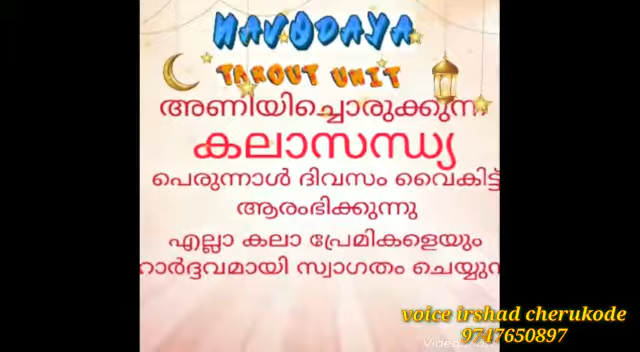 NAVODAYA
TAROUT UNIT
അണിയിച്ചൊരുക്കുന്ന
കലാസന്ധ്യ
പെരുന്നാൾ ദിവസം വൈകിട്ട്
ആരംഭിക്കുന്നു
എല്ലാ കലാ പ്രേമികളെയും
ഹാർദ്ദവമായി സ്വാഗതം ചെയ്യുന
voice irshad cherukode
9747650897